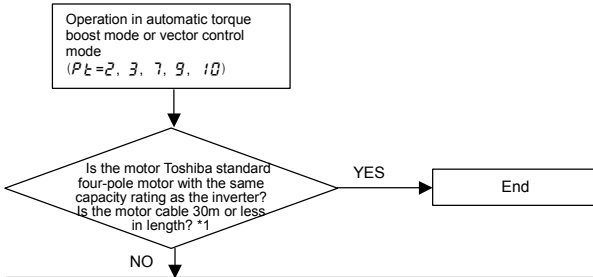 Operation in automatic torque
boost mode or vector control
mode
(Pt=2, 3, 7, 9, 10)
Is the motor Toshiba standard
four-pole motor with the same
capacity rating as the inverter?
Is the motor cable 30m or less
in length? *1
YES
End
NO